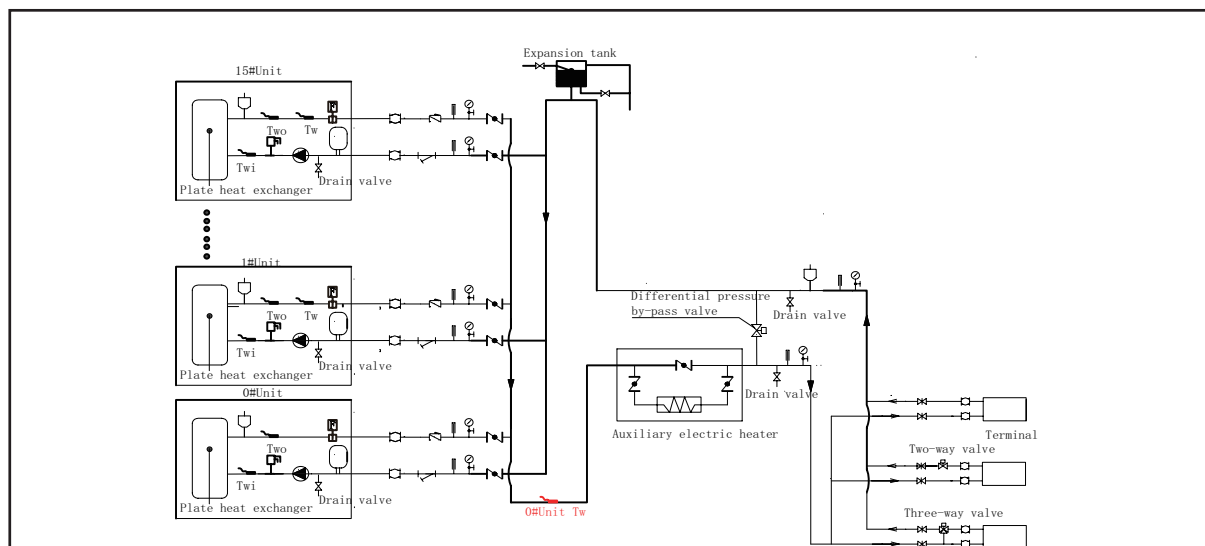 Expansion tank
15#Unit
Two
Tw
Twi
Drain valve
Plate heat exchanger
1#Unit
Two
Tw
Twi
Drain valve
Plate heat exchanger
Differential pressure
by-pass valve
Drain valve
Drain valve
Auxiliary electric heater
0#Unit
Two
Twi
Drain valve
Plate heat exchanger
0#Unit Tw
Terminal
Two-way valve
Three-way valve